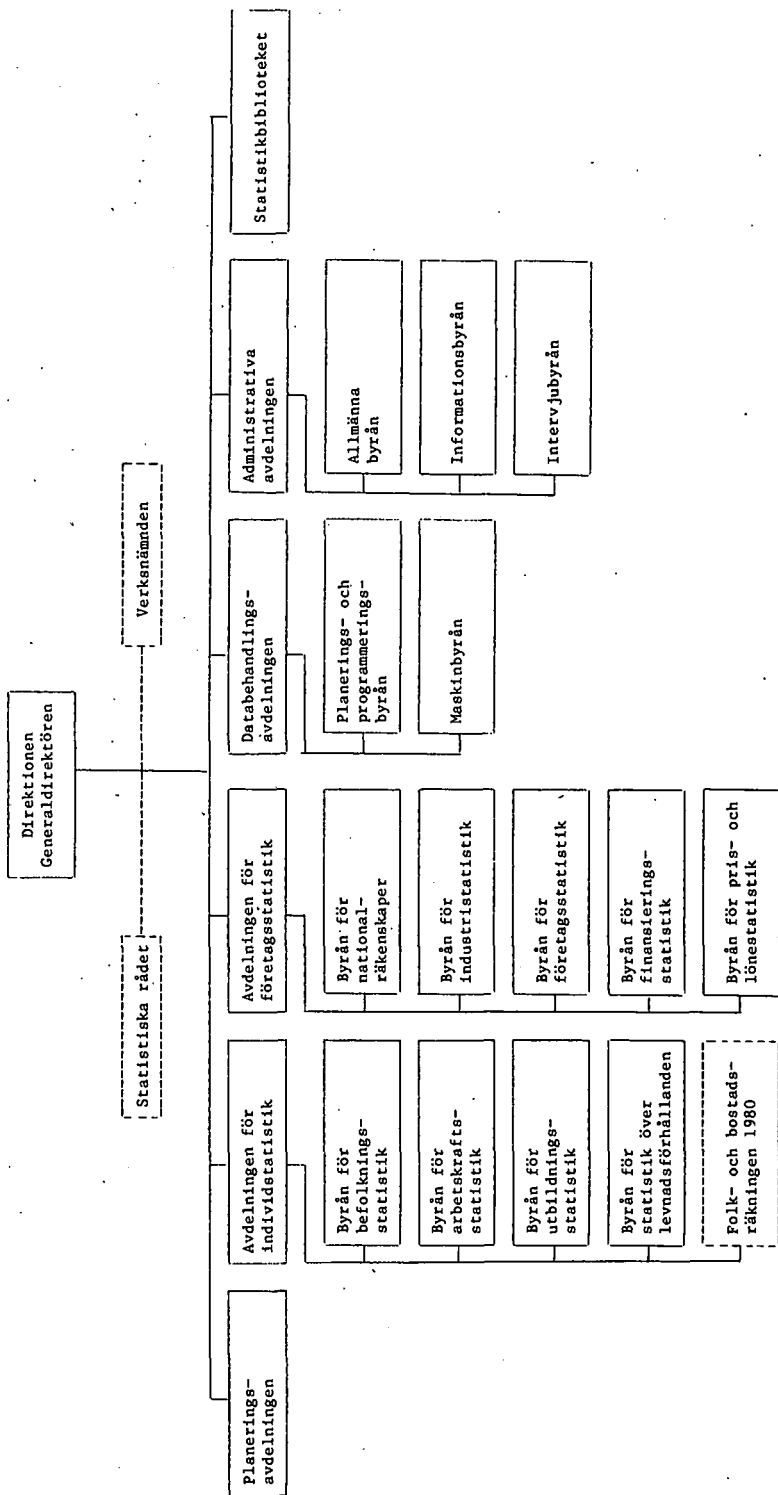 Direktionen
Generaldirektören
Statistiska rådet
Verksnämnden
Planerings-
avdelningen
Avdelningen för
individstatistik
Byrån för
befolknings-
statistik
Byrån för
arbetskrafts-
statistik
Byrån för
utbildnings-
statistik
Byrån för
statistik över
levnadsförhållanden
Folk- och bostads-
räkningen 1980
Avdelningen för
företagsstatistik
Byrån för
national-
räkenskaper
Byrån för
industristatistik
Byrån för
företagsstatistik
Byrån för
finansierings-
statistik
Byrån för pris- och
lönestatistik
Databehandlings-
avdelningen
Planerings- och
programmerings-
byrån
Maskinbyrån
Administrativa
avdelningen
Allmänna
byrån
Informationsbyrån
Intervjubyrån
Statistikbiblioteket